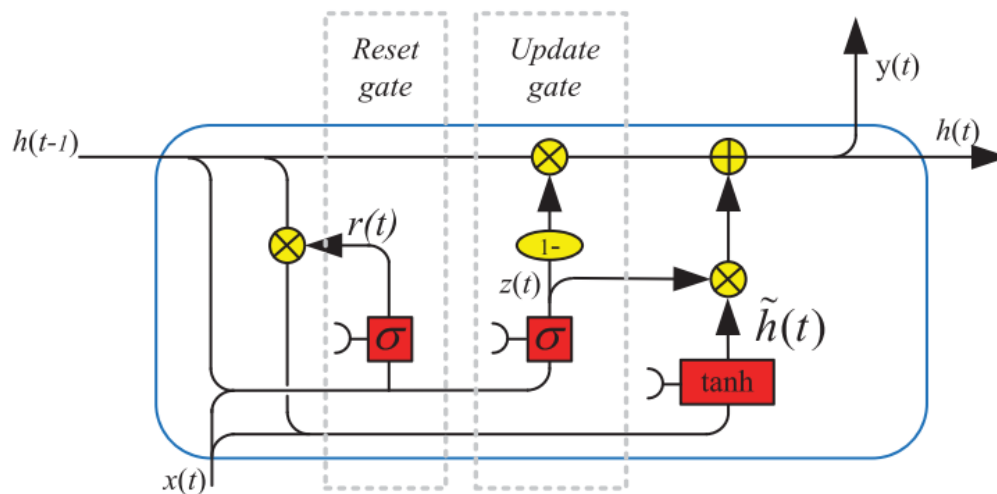 Reset
gate
Update
gate
y(t)
h(t-1)
h(t)
r(t)
1-
z(t)
σ
σ
h̃(t)
tanh
x(t)